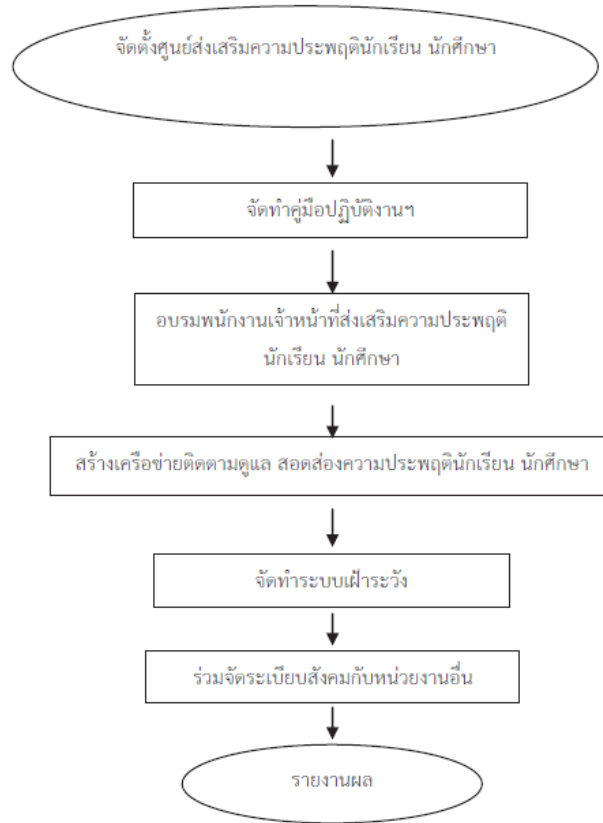 จัดตั้งศูนย์ส่งเสริมความประพฤตินักเรียน นักศึกษา
จัดทำคู่มือปฏิบัติงานฯ
อบรมพนักงานเจ้าหน้าที่ส่งเสริมความประพฤติ
นักเรียน นักศึกษา
สร้างเครือข่ายติดตามดูแล สอดส่องความประพฤตินักเรียน นักศึกษา
จัดทำระบบเฝ้าระวัง
ร่วมจัดระเบียบสังคมกับหน่วยงานอื่น
รายงานผล